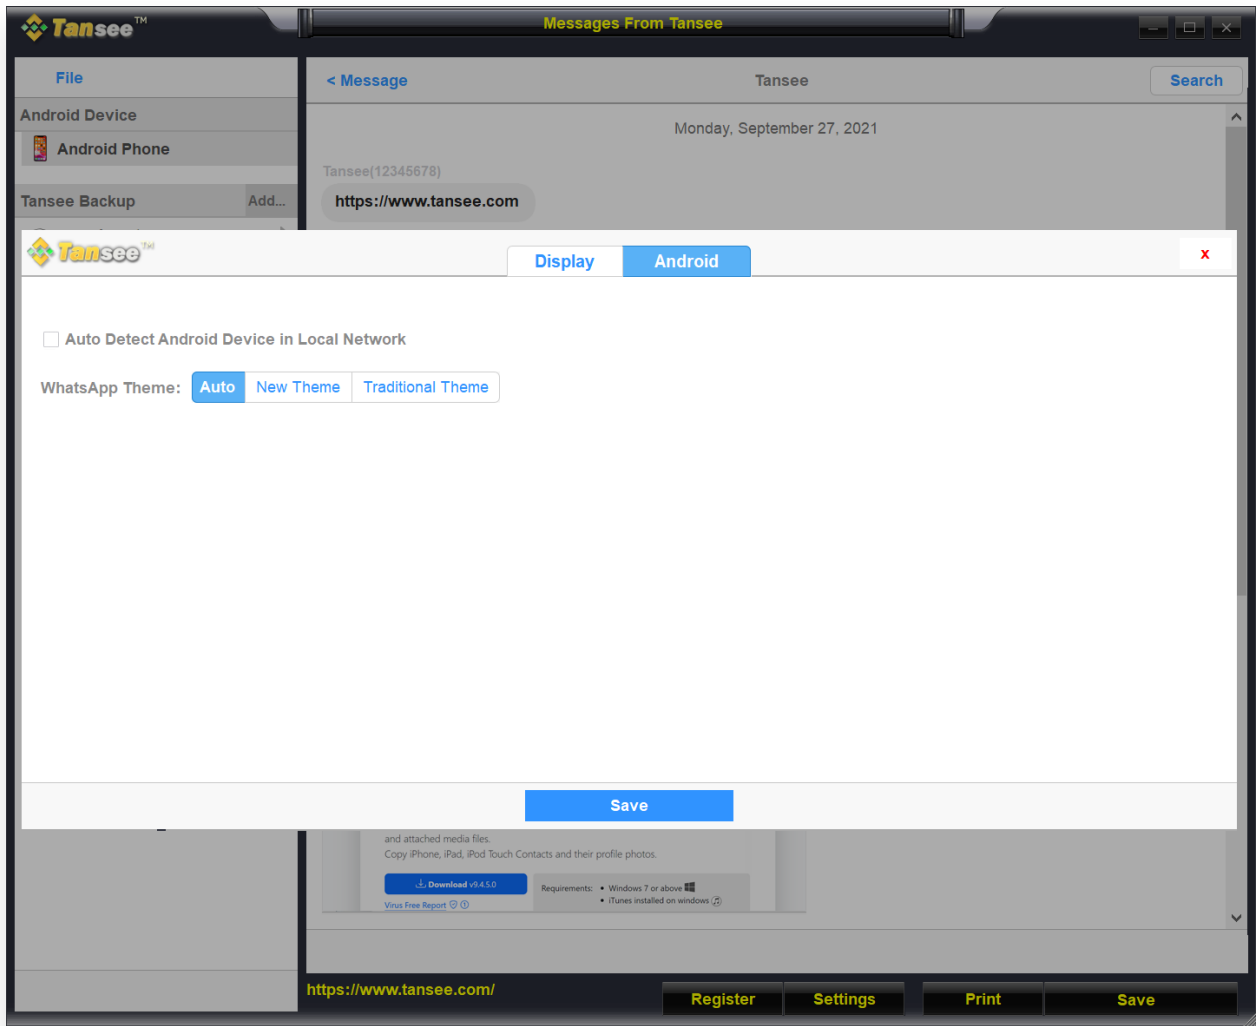 Tansee™
Messages From Tansee
File
< Message
Tansee
Search
Android Device
Monday, September 27, 2021
Android Phone
Tansee(12345678)
Tansee Backup
Add...
https://www.tansee.com
Tansee™
Display
Android
x
Auto Detect Android Device in Local Network
WhatsApp Theme:
Auto
New Theme
Traditional Theme
Save
and attached media files.
Copy iPhone, iPad, iPod Touch Contacts and their profile photos.
Download v9.4.5.0
Requirements: • Windows 7 or above
Virus Free Report
• iTunes installed on windows
https://www.tansee.com/
Register
Settings
Print
Save